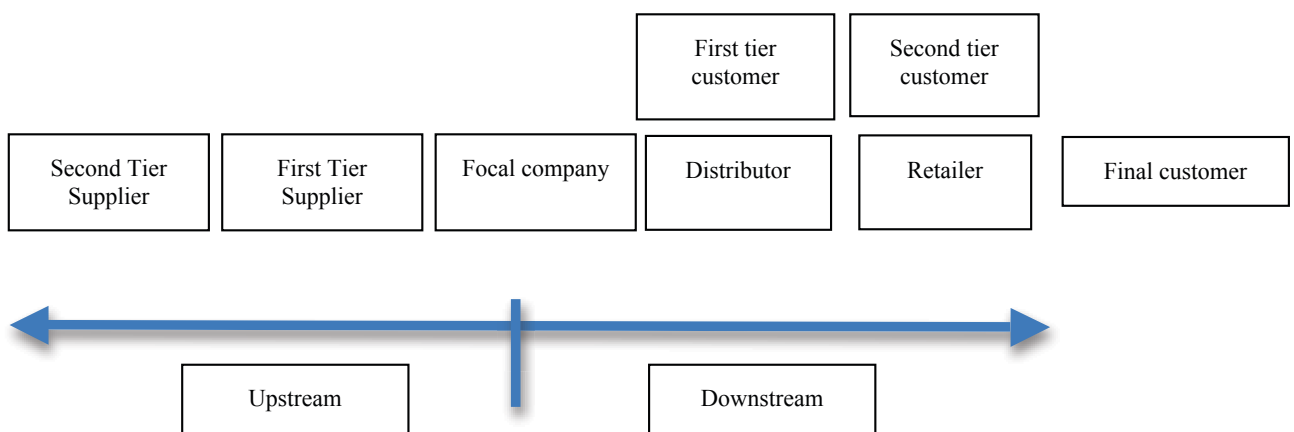 First tier
customer
Second tier
customer
Second Tier
Supplier
First Tier
Supplier
Focal company
Distributor
Retailer
Final customer
Upstream
Downstream